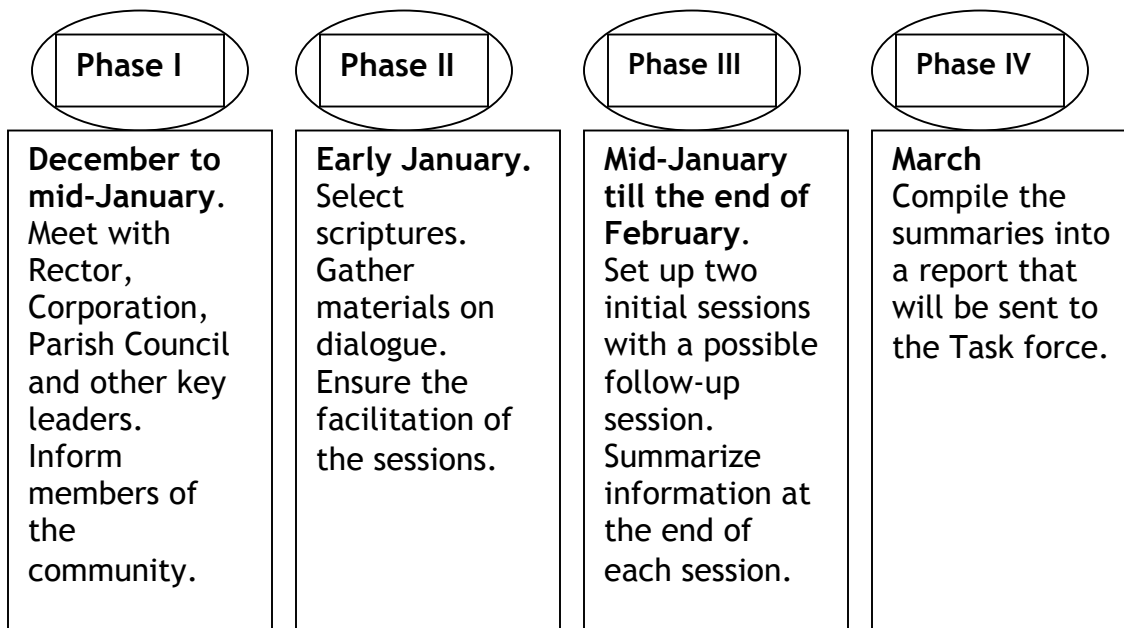 Phase I
December to
mid-January.
Meet with
Rector,
Corporation,
Parish Council
and other key
leaders.
Inform
members of
the
community.
Phase II
Early January.
Select
scriptures.
Gather
materials on
dialogue.
Ensure the
facilitation of
the sessions.
Phase III
Mid-January
till the end of
February.
Set up two
initial sessions
with a possible
follow-up
session.
Summarize
information at
the end of
each session.
Phase IV
March
Compile the
summaries into
a report that
will be sent to
the Task force.